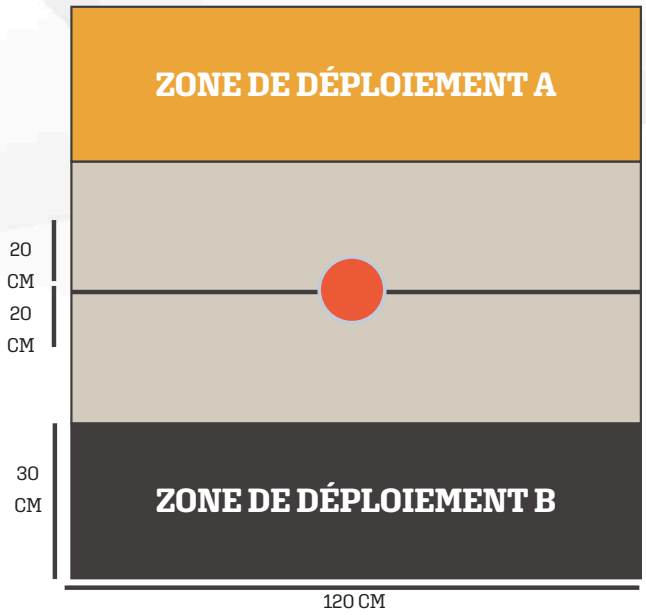 ZONE DE DÉPLOIEMENT A
20
CM
20
CM
30
CM
ZONE DE DÉPLOIEMENT B
120 CM